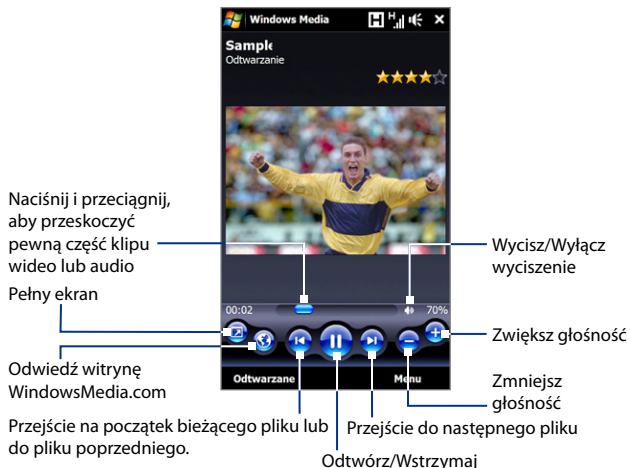 Windows Media
H
Sample
Odtwarzanie
Naciśnij i przeciągnij,
aby przeskoczyć
pewną część klipu
wideo lub audio
Wycisz/Wyłącz
wyciszenie
Pełny ekran
00:02
70%
Zwiększ głośność
Odwiedź witrynę
WindowsMedia.com
Zmniejsz
głośność
Odtwarzane
Menu
Przejście na początek bieżącego pliku lub
do pliku poprzedniego.
Przejście do następnego pliku
Odtwórz/Wstrzymaj